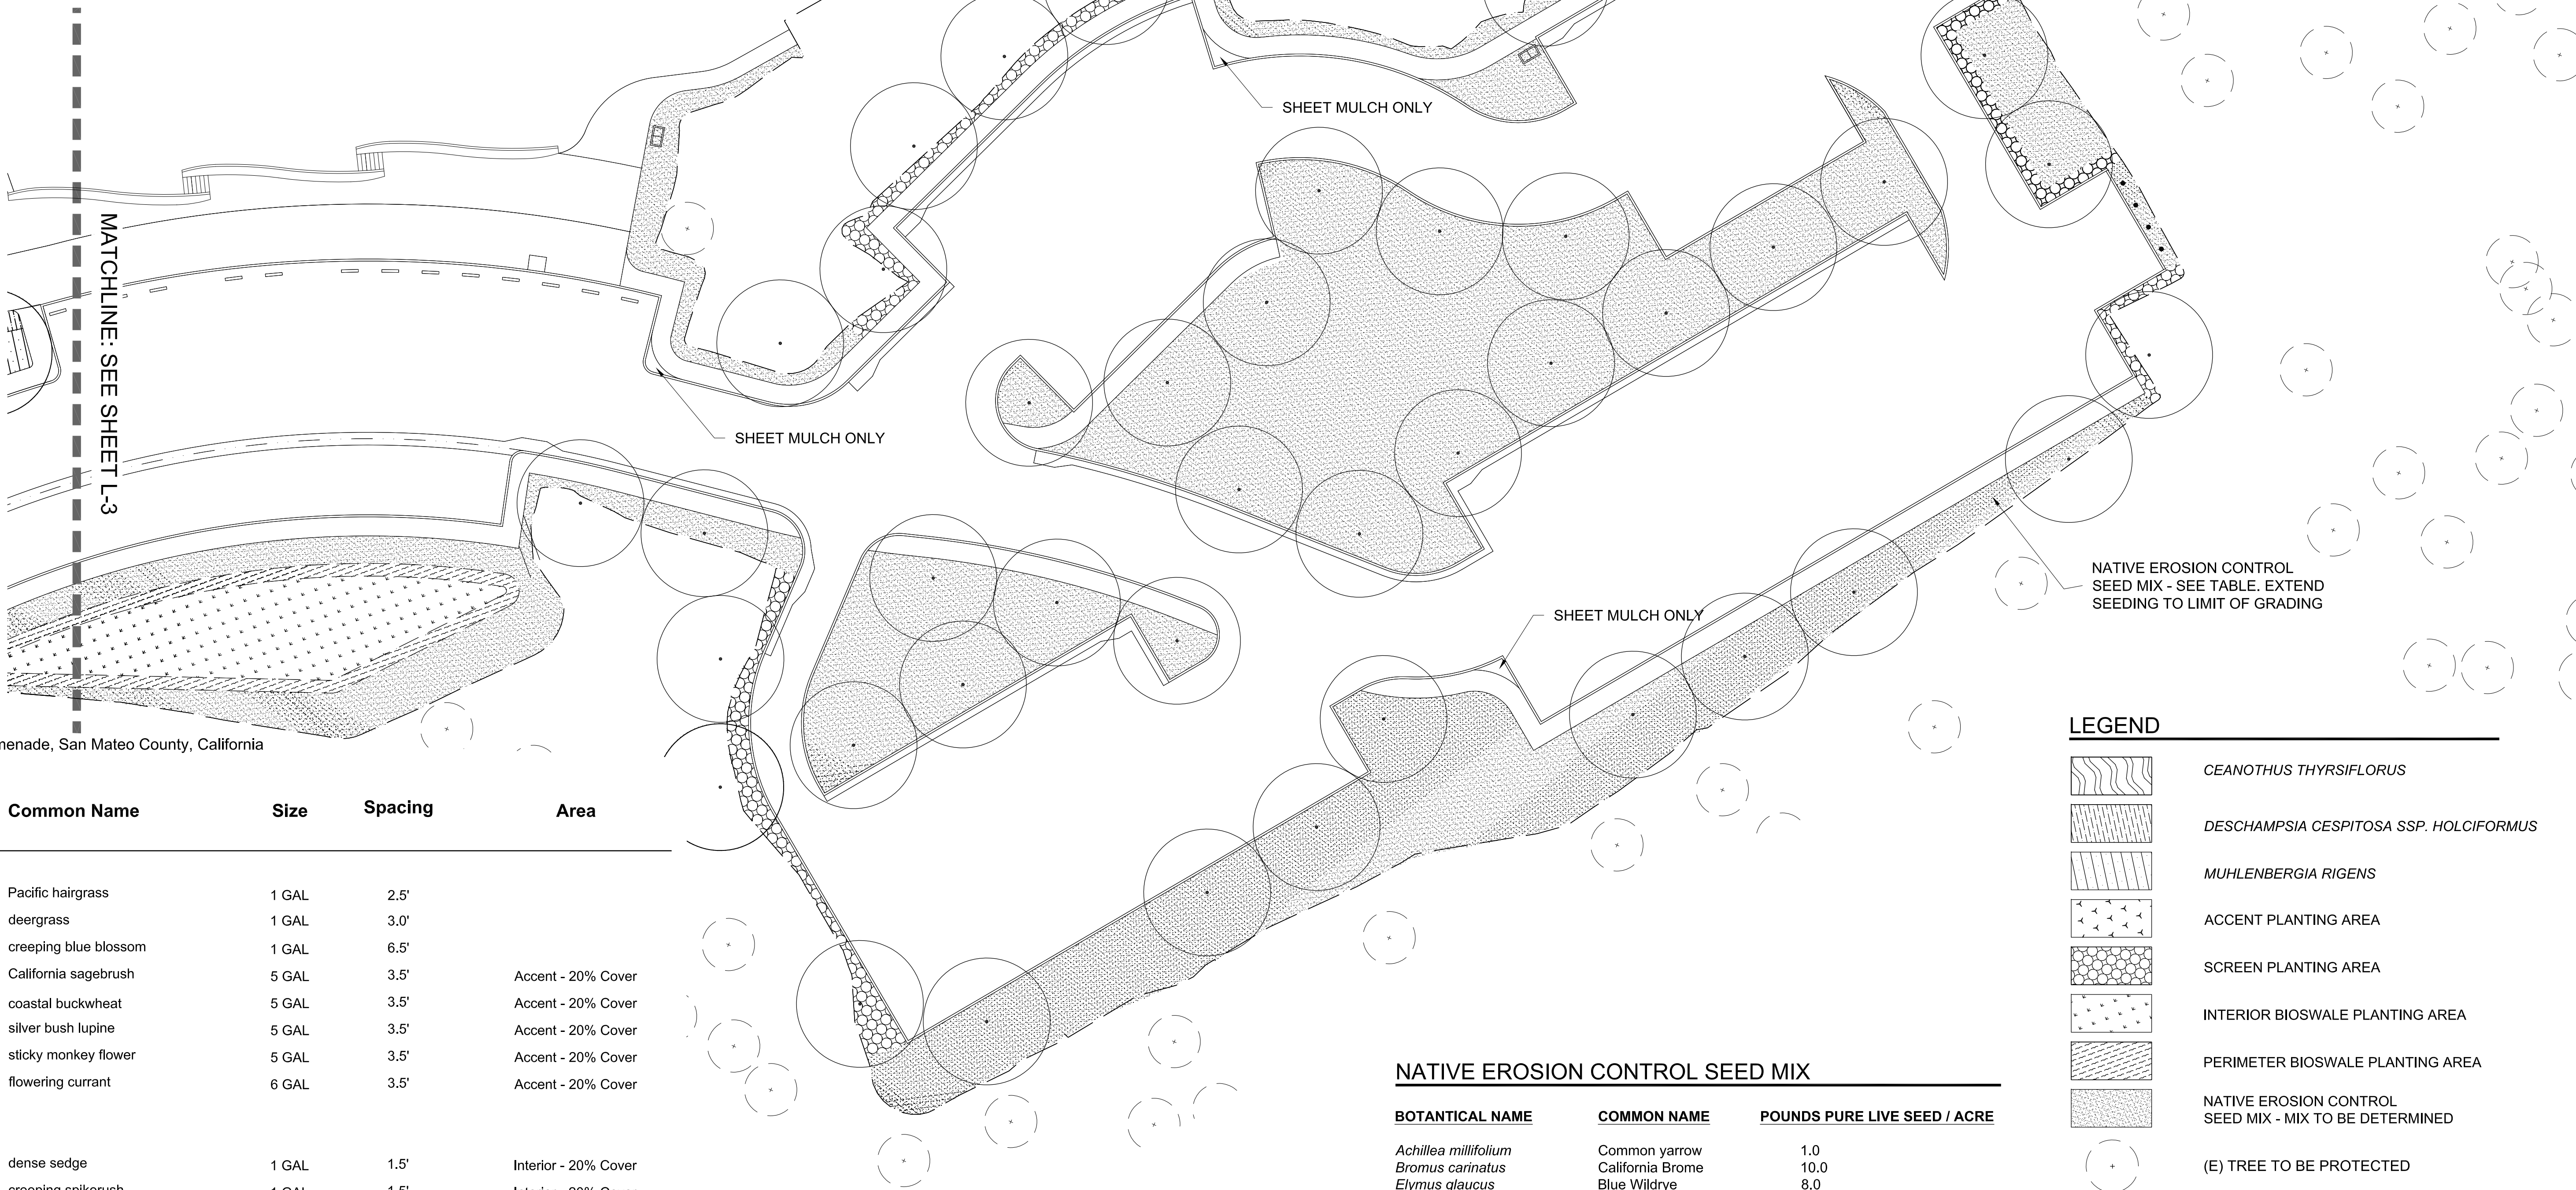 SHEET MULCH ONLY
MATCHLINE: SEE SHEET L-3
SHEET MULCH ONLY
NATIVE EROSION CONTROL
SEED MIX - SEE TABLE. EXTEND
SEEDING TO LIMIT OF GRADING
SHEET MULCH ONLY
San Mateo County, California
Common Name Size Spacing Area
Pacific hairgrass 1 GAL 2.5'
deergrass 1 GAL 3.0'
creeping blue blossom 1 GAL 6.5'
California sagebrush 5 GAL 3.5' Accent - 20% Cover
coastal buckwheat 5 GAL 3.5' Accent - 20% Cover
silver bush lupine 5 GAL 3.5' Accent - 20% Cover
sticky monkey flower 5 GAL 3.5' Accent - 20% Cover
flowering currant 6 GAL 3.5' Accent - 20% Cover
dense sedge 1 GAL 1.5' Interior - 20% Cover
NATIVE EROSION CONTROL SEED MIX
BOTANICAL NAME COMMON NAME POUNDS PURE LIVE SEED / ACRE
Achillea millifolium Common yarrow 1.0
Bromus carinatus California Brome 10.0
Elymus glaucus Blue Wildrye 8.0
LEGEND
CEANOTHUS THYRSIFLORUS
DESCHAMPSIA CESPITOSA SSP. HOLCIFORMUS
MUHLENBERGIA RIGENS
ACCENT PLANTING AREA
SCREEN PLANTING AREA
INTERIOR BIOSWALE PLANTING AREA
PERIMETER BIOSWALE PLANTING AREA
NATIVE EROSION CONTROL
SEED MIX - MIX TO BE DETERMINED
(E) TREE TO BE PROTECTED